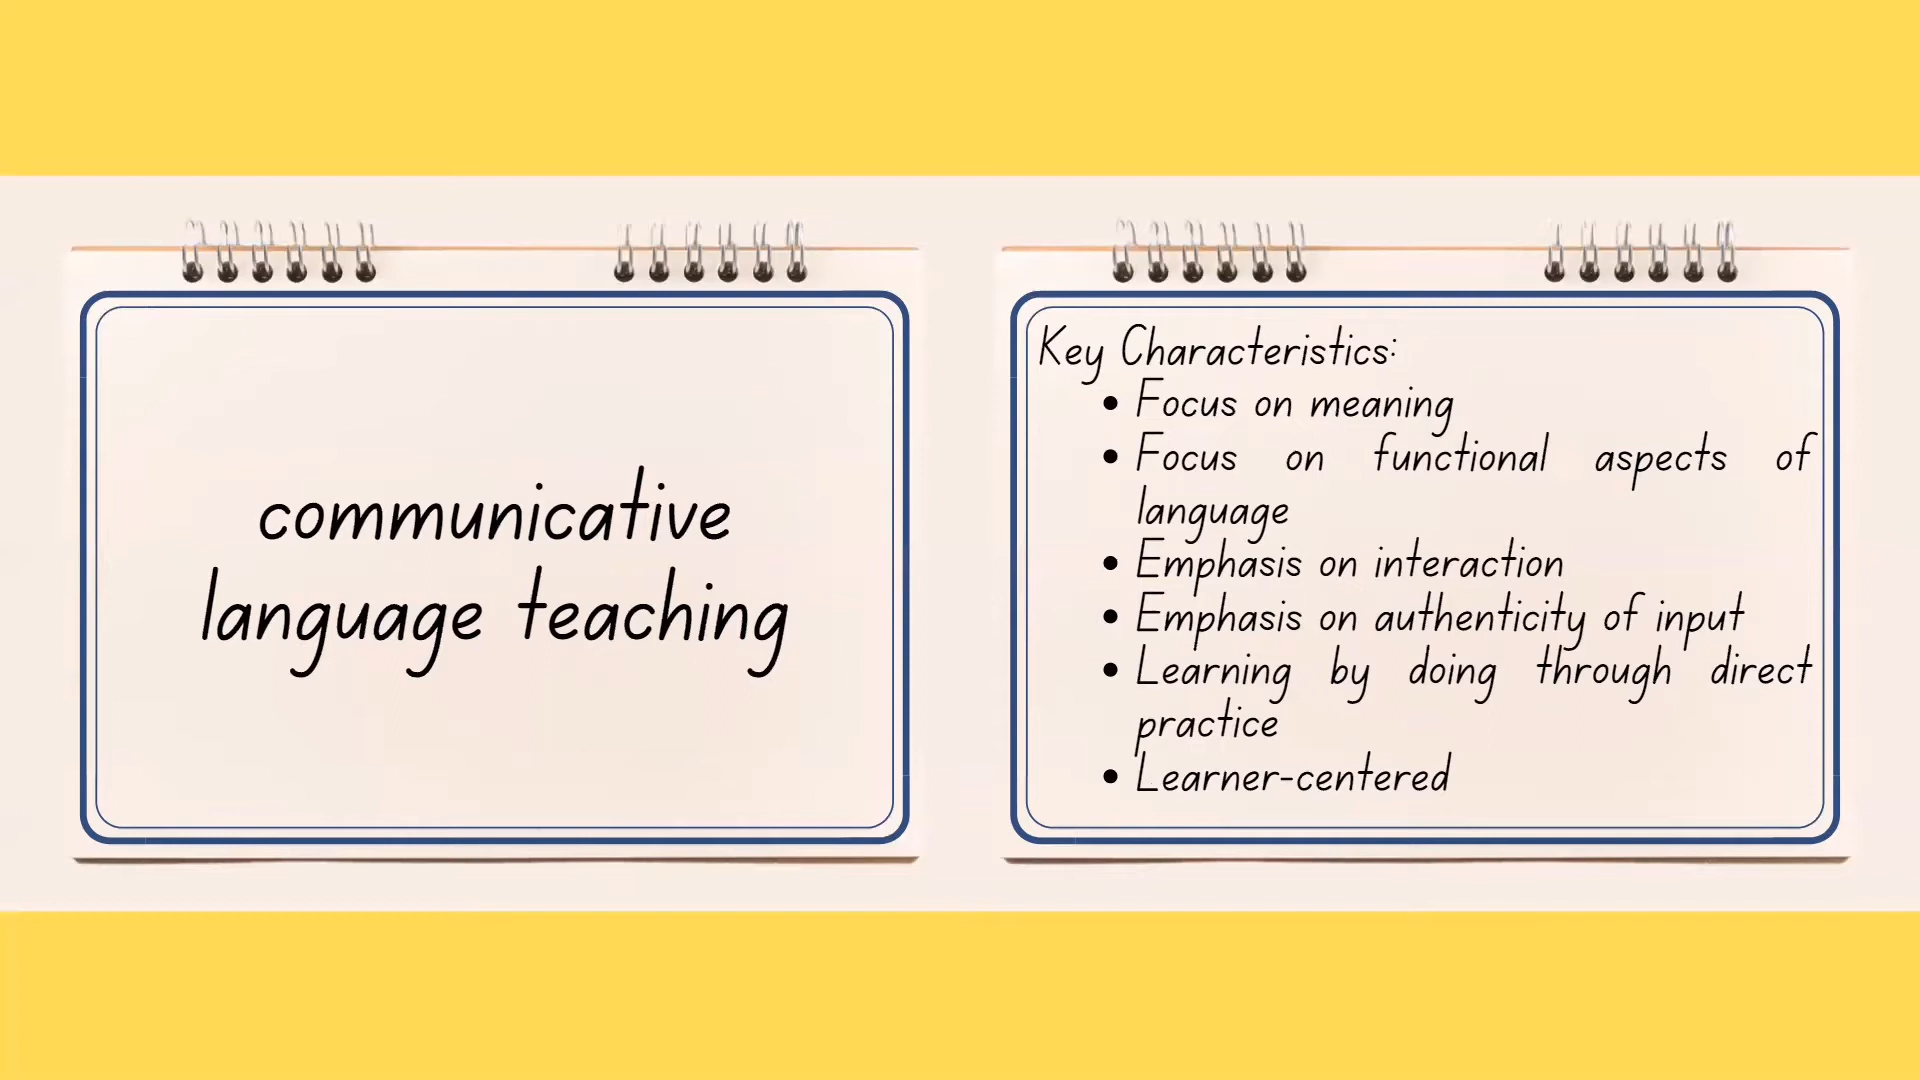 communicative
language teaching
Key Characteristics:
• Focus on meaning
• Focus on functional aspects of
language
• Emphasis on interaction
• Emphasis on authenticity of input
• Learning by doing through direct
practice
• Learner-centered